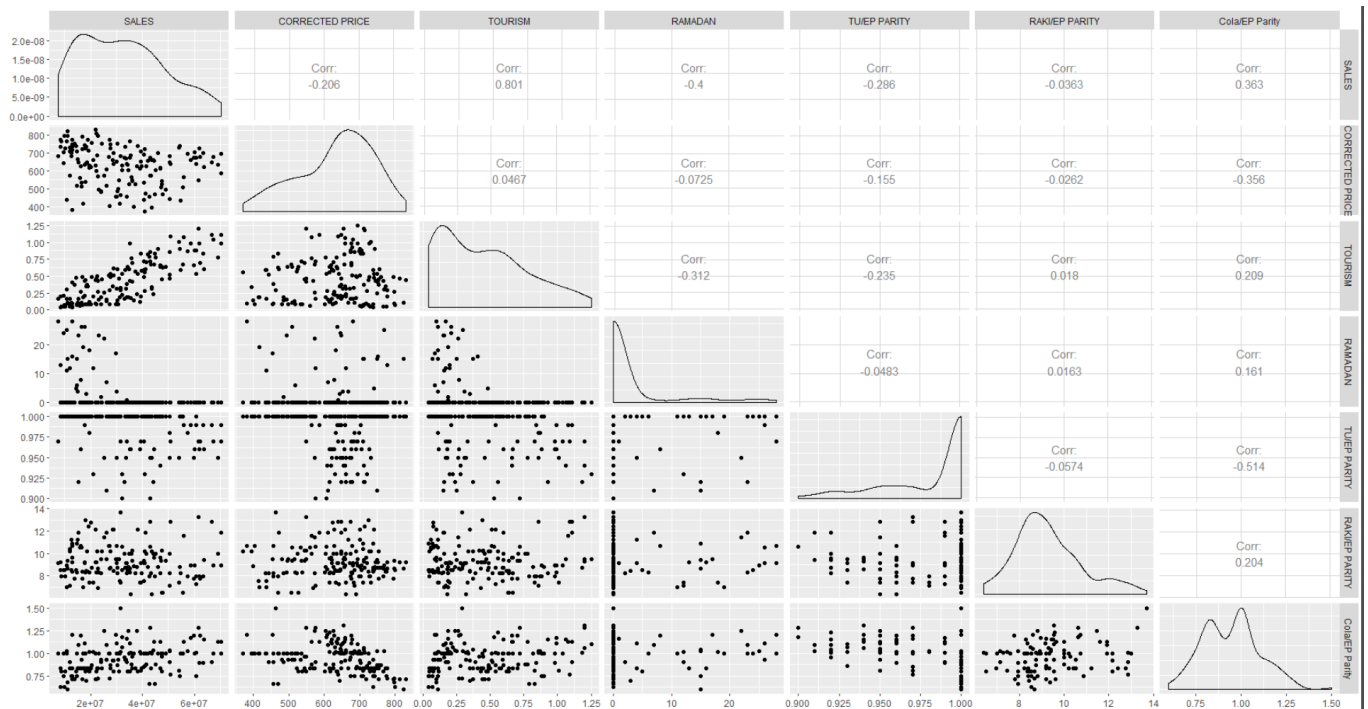 SALES CORRECTED PRICE TOURISM RAMADAN TU/EP PARITY RAKI/EP PARITY Cola/EP Parity
2.0e-08
1.5e-08
1.0e-08
5.0e-09
0.0e+00
Corr:
-0.206
Corr:
0.801
Corr:
-0.4
Corr:
-0.286
Corr:
-0.0363
Corr:
0.363
SALES
800
700
600
500
400
Corr:
0.0467
Corr:
-0.0725
Corr:
-0.155
Corr:
-0.0262
Corr:
-0.356
CORRECTED PRICE
1.25
1.00
0.75
0.50
0.25
0.00
Corr:
-0.312
Corr:
-0.235
Corr:
0.018
Corr:
0.209
TOURISM
20
10
0
Corr:
-0.0483
Corr:
0.0163
Corr:
0.161
RAMADAN
1.000
0.975
0.950
0.925
0.900
Corr:
-0.0574
Corr:
-0.514
TU/EP PARITY
14
12
10
8
Corr:
0.204
RAKI/EP PARITY
1.50
1.25
1.00
0.75
Cola/EP Parity
2e+07 4e+07 6e+07 400 500 600 700 800 0.00 0.25 0.50 0.75 1.00 1.25 0 10 20 0.900 0.925 0.950 0.975 1.000 8 10 12 14 0.75 1.00 1.25 1.50